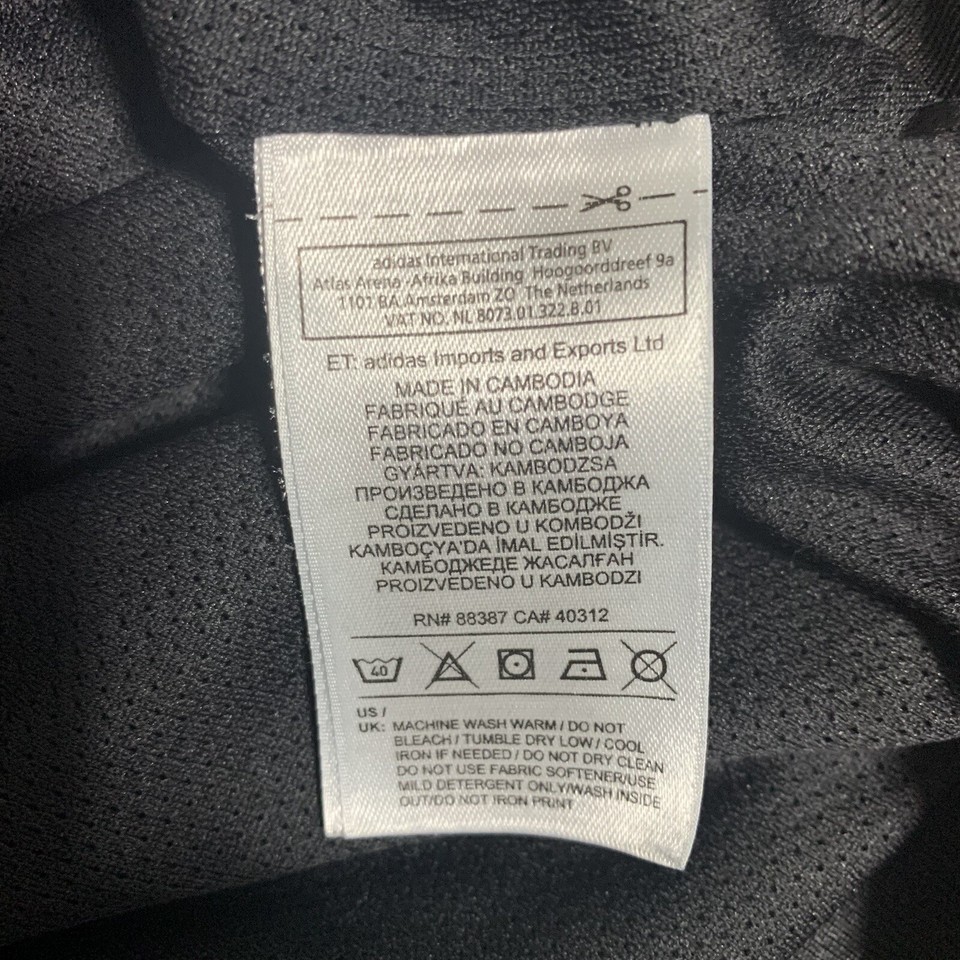 adidas International Trading BV
Atlas Arena -Afrika Building Hoogoorddreef 9a
1101 BA Amsterdam ZO The Netherlands
VAT NO. NL 8073.01.322.B.01
ET: adidas Imports and Exports Ltd
MADE IN CAMBODIA
FABRIQUÉ AU CAMBODGE
FABRICADO EN CAMBOYA
FABRICADO NO CAMBOJA
GYÁRTVA: KAMBODZSA
ПРОИЗВЕДЕНО В КАМБОДЖА
СДЕЛАНО В КАМБОДЖЕ
PROIZVEDENO U KOMBODŽI
KAMBOÇYA'DA İMAL EDİLMİŞTİR.
КАМБОДЖЕДЕ ЖАСАЛҒАН
PROIZVEDENO U KAMBODZI
RN# 88387 CA# 40312
40
US /
UK: MACHINE WASH WARM / DO NOT
BLEACH / TUMBLE DRY LOW / COOL
IRON IF NEEDED / DO NOT DRY CLEAN
DO NOT USE FABRIC SOFTENER/USE
MILD DETERGENT ONLY/WASH INSIDE
OUT/DO NOT IRON PRINT